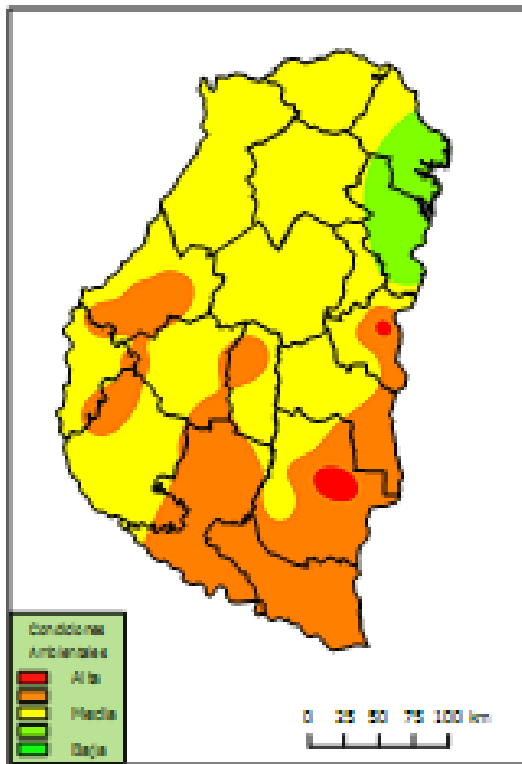 Condiciones
Ambientales
Alta
Media
Baja
0 25 50 75 100 km